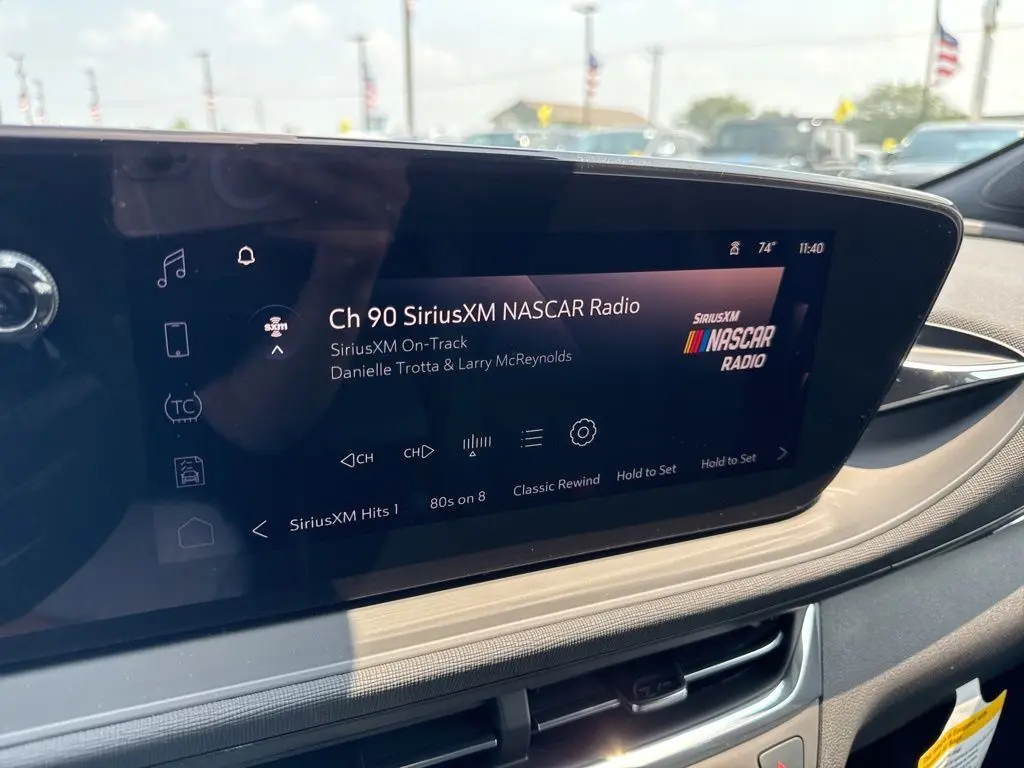 74° 11:40
sxm
Ch 90 SiriusXM NASCAR Radio
SiriusXM On-Track
Danielle Trotta & Larry McReynolds
SIRIUSXM
NASCAR
RADIO
TC
CH CH
SiriusXM Hits 1 80s on 8 Classic Rewind Hold to Set Hold to Set